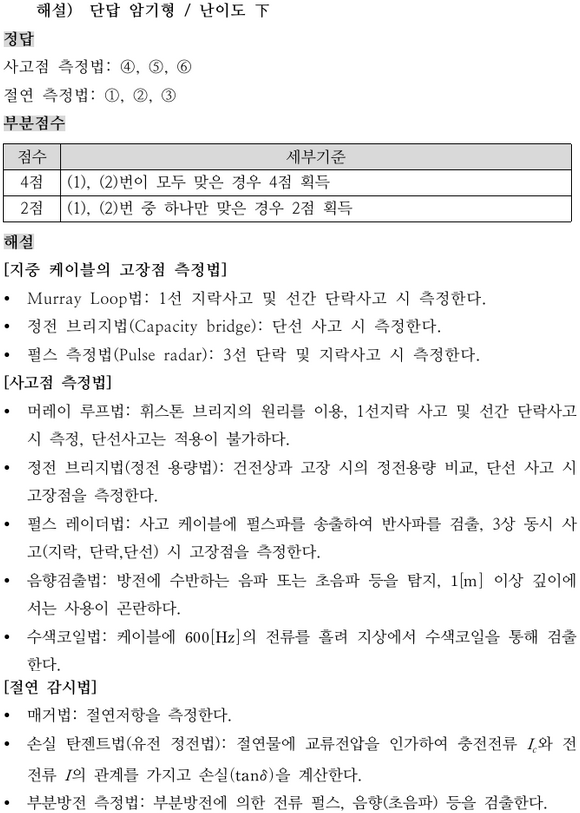 해설) 단답 암기형 / 난이도 下
정답
사고점 측정법: ④, ⑤, ⑥
절연 측정법: ①, ②, ③
부분점수
점수 세부기준
4점 (1), (2)번이 모두 맞은 경우 4점 획득
2점 (1), (2)번 중 하나만 맞은 경우 2점 획득
해설
[지중 케이블의 고장점 측정법]
• Murray Loop법: 1선 지락사고 및 선간 단락사고 시 측정한다.
• 정전 브리지법(Capacity bridge): 단선 사고 시 측정한다.
• 펄스 측정법(Pulse radar): 3선 단락 및 지락사고 시 측정한다.
[사고점 측정법]
• 머레이 루프법: 휘스톤 브리지의 원리를 이용, 1선지락 사고 및 선간 단락사고
시 측정, 단선사고는 적용이 불가하다.
• 정전 브리지법(정전 용량법): 건전상과 고장 시의 정전용량 비교, 단선 사고 시
고장점을 측정한다.
• 펄스 레이더법: 사고 케이블에 펄스파를 송출하여 반사파를 검출, 3상 동시 사
고(지락, 단락,단선) 시 고장점을 측정한다.
• 음향검출법: 방전에 수반하는 음파 또는 초음파 등을 탐지, 1[m] 이상 깊이에
서는 사용이 곤란하다.
• 수색코일법: 케이블에 600[Hz]의 전류를 흘려 지상에서 수색코일을 통해 검출
한다.
[절연 감시법]
• 매거법: 절연저항을 측정한다.
• 손실 탄젠트법(유전 정전법): 절연물에 교류전압을 인가하여 충전전류 I_c와 전
전류 I의 관계를 가지고 손실(tanδ)을 계산한다.
• 부분방전 측정법: 부분방전에 의한 전류 펄스, 음향(초음파) 등을 검출한다.